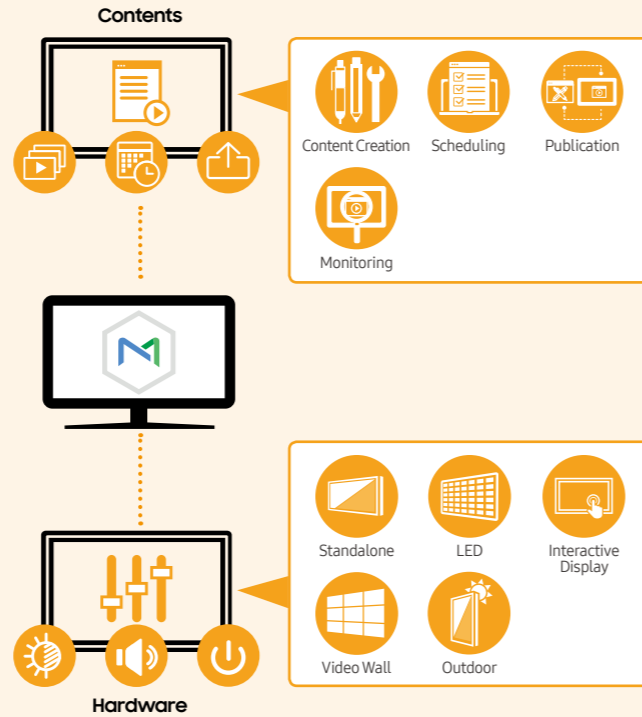 Contents
Content Creation
Scheduling
Publication
Monitoring
Standalone
LED
Interactive
Display
Video Wall
Outdoor
Hardware